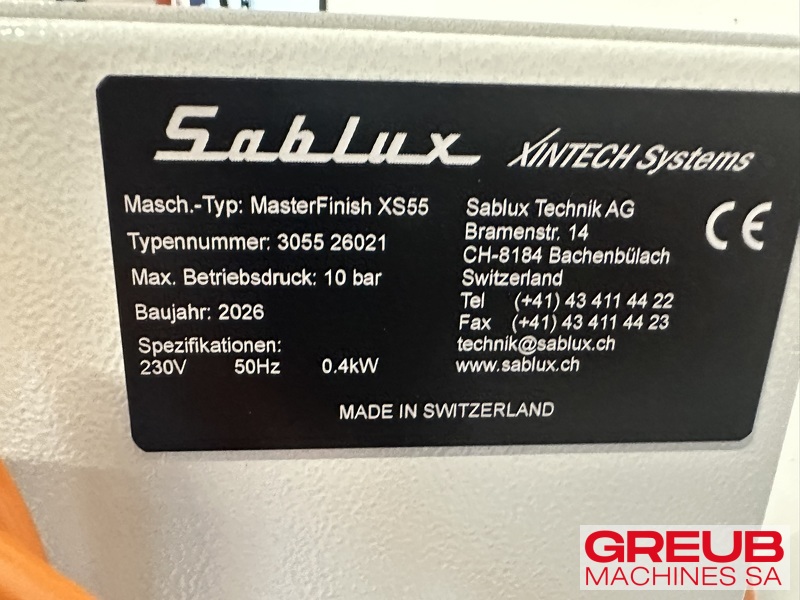 Sablux XINTECH Systems
Masch.-Typ: MasterFinish XS55
Typennummer: 3055 26021
Max. Betriebsdruck: 10 bar
Baujahr: 2026
Spezifikationen:
230V 50Hz 0.4kW
Sablux Technik AG
Bramenstr. 14
CH-8184 Bachenbülach
Switzerland
Tel (+41) 43 411 44 22
Fax (+41) 43 411 44 23
technik@sablux.ch
www.sablux.ch
CE
MADE IN SWITZERLAND
GREUB
MACHINES SA